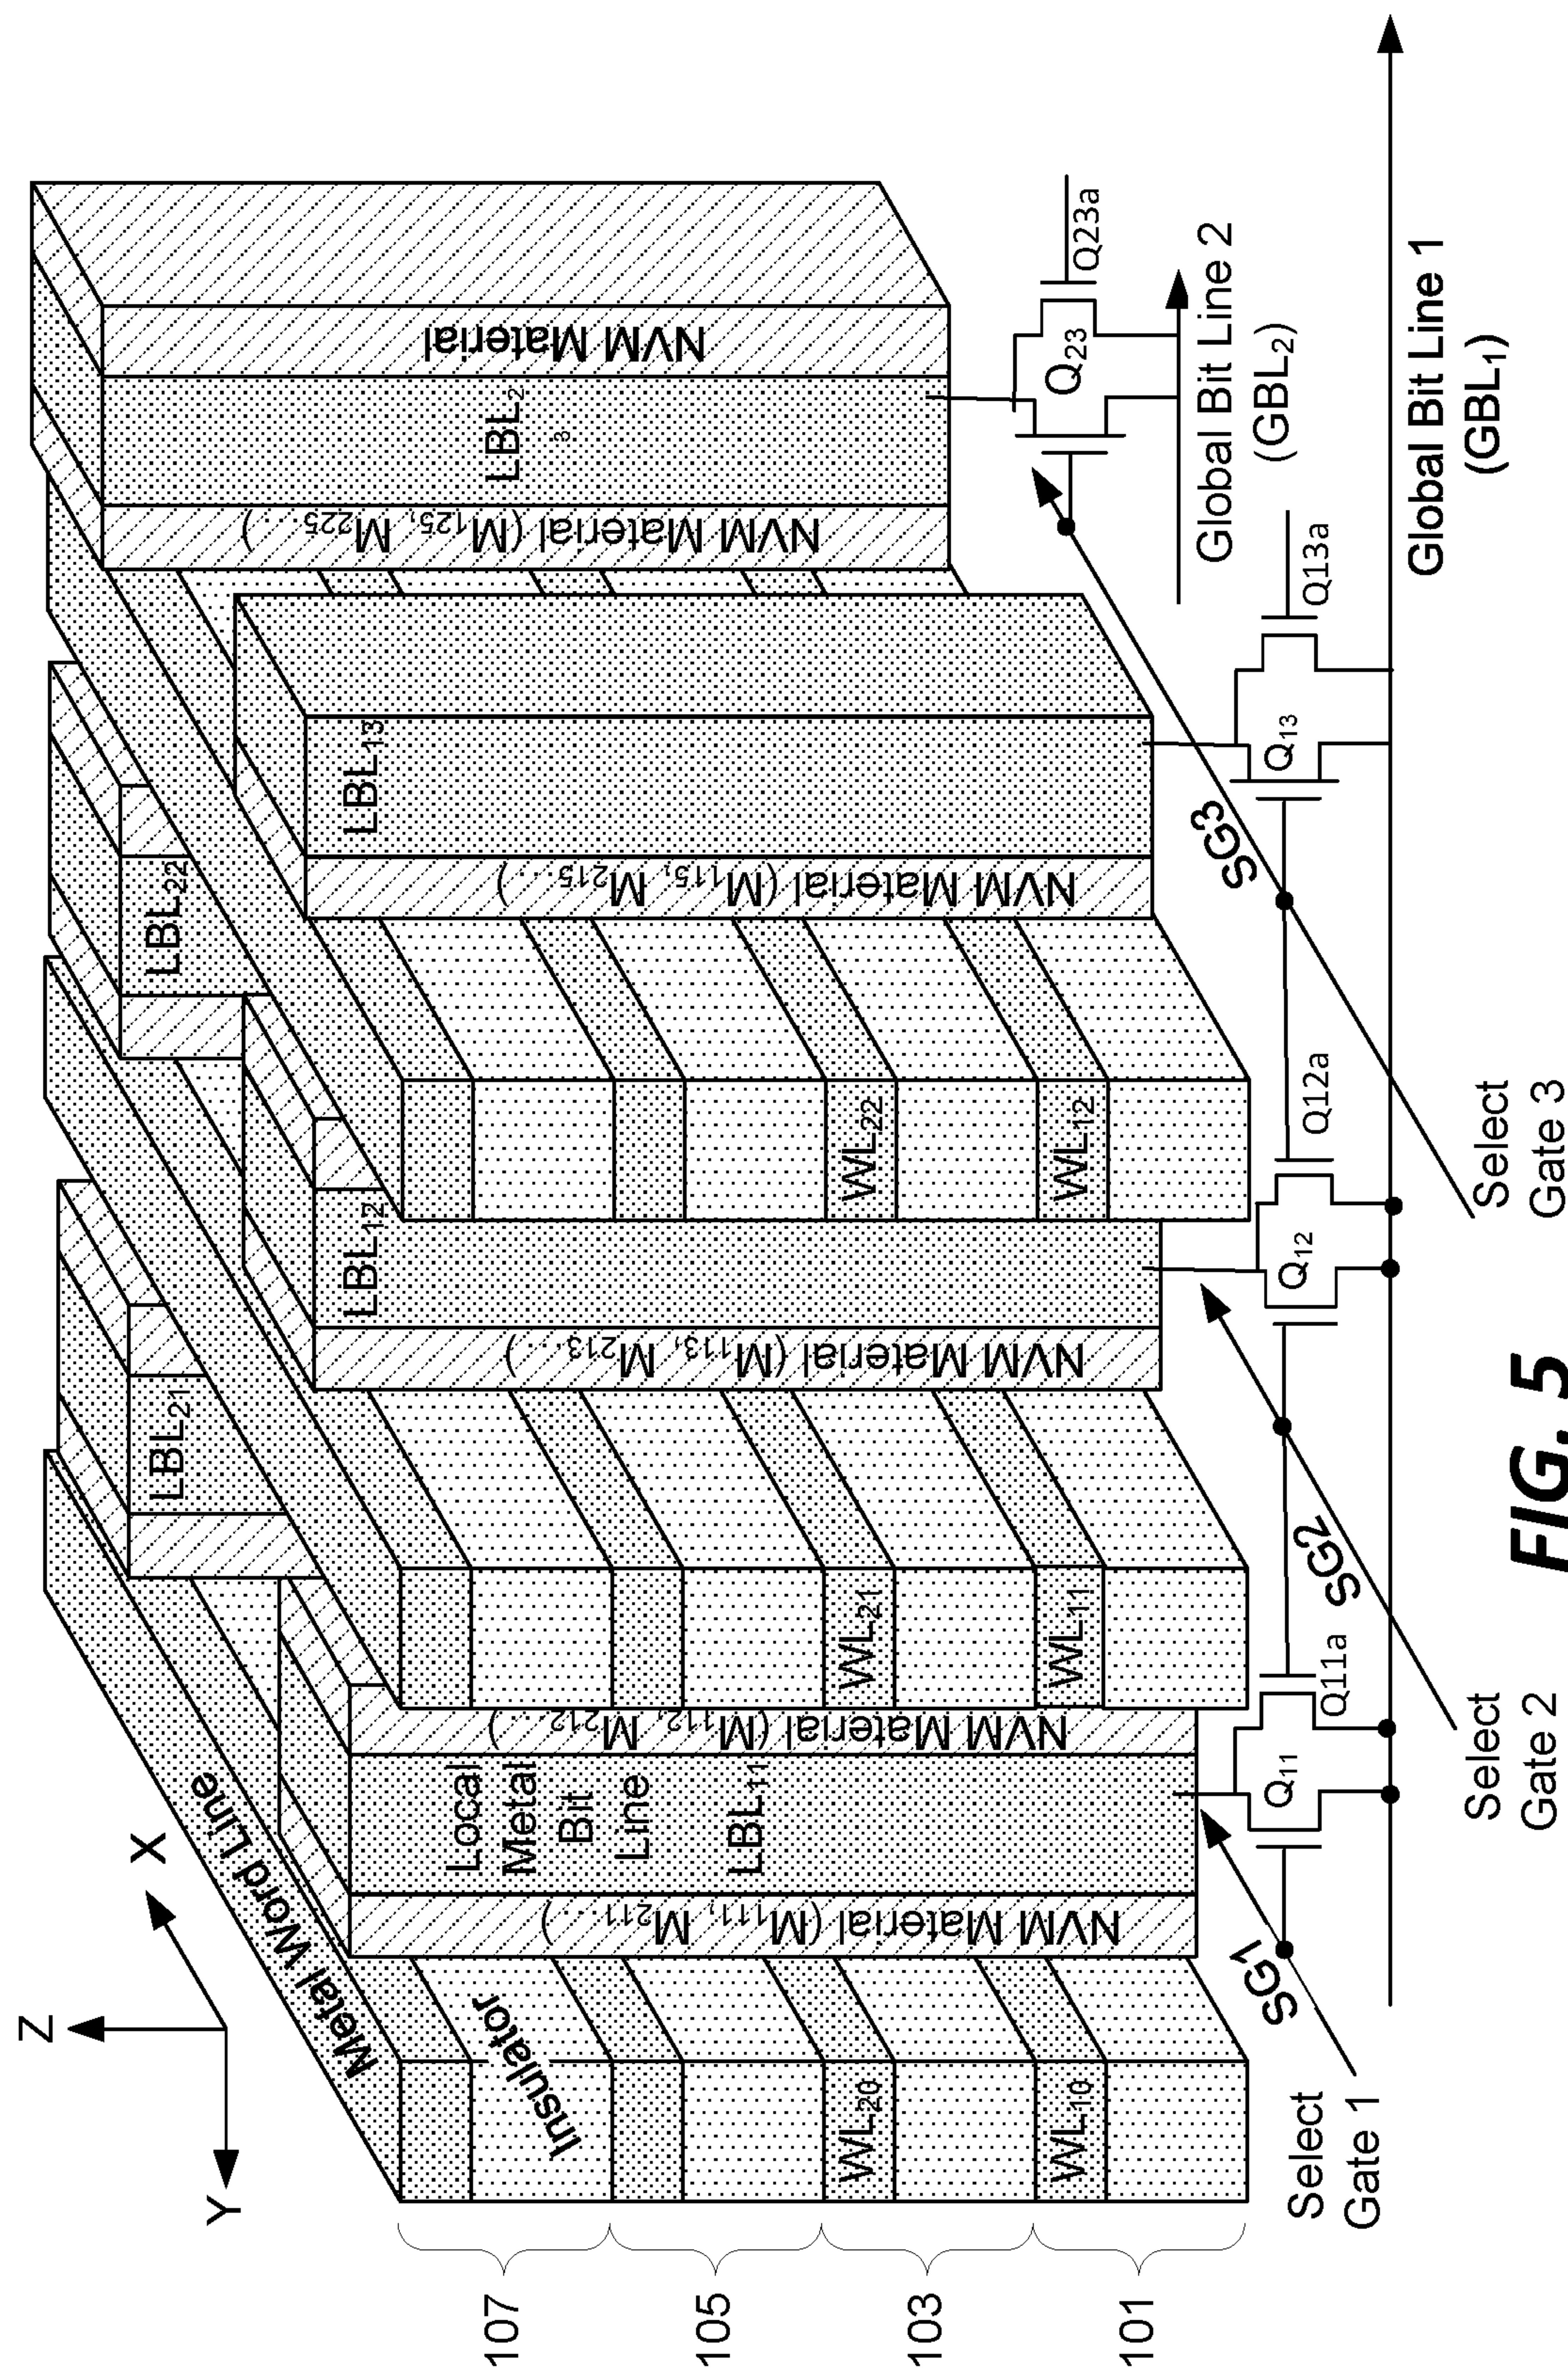 Z
X
Y
Metal Word Line
Insulator
107
105
103
101
WL20
WL10
NVM Material (M111, M211....)
Local
Metal
Bit
Line
LBL11
NVM Material (M112, M212....)
LBL21
WL21
WL11
NVM Material (M113, M213....)
LBL12
LBL22
WL22
WL12
NVM Material (M115, M215....)
LBL13
NVM Material (M125, M225....)
LBL2
3
NVM Material
SG1
Q11
Q11a
SG2
Q12
Q12a
SG3
Q13
Q13a
Q23
Q23a
Select
Gate 1
Select
Gate 2
Select
Gate 3
Global Bit Line 2
(GBL2)
Global Bit Line 1
(GBL1)
FIG. 5